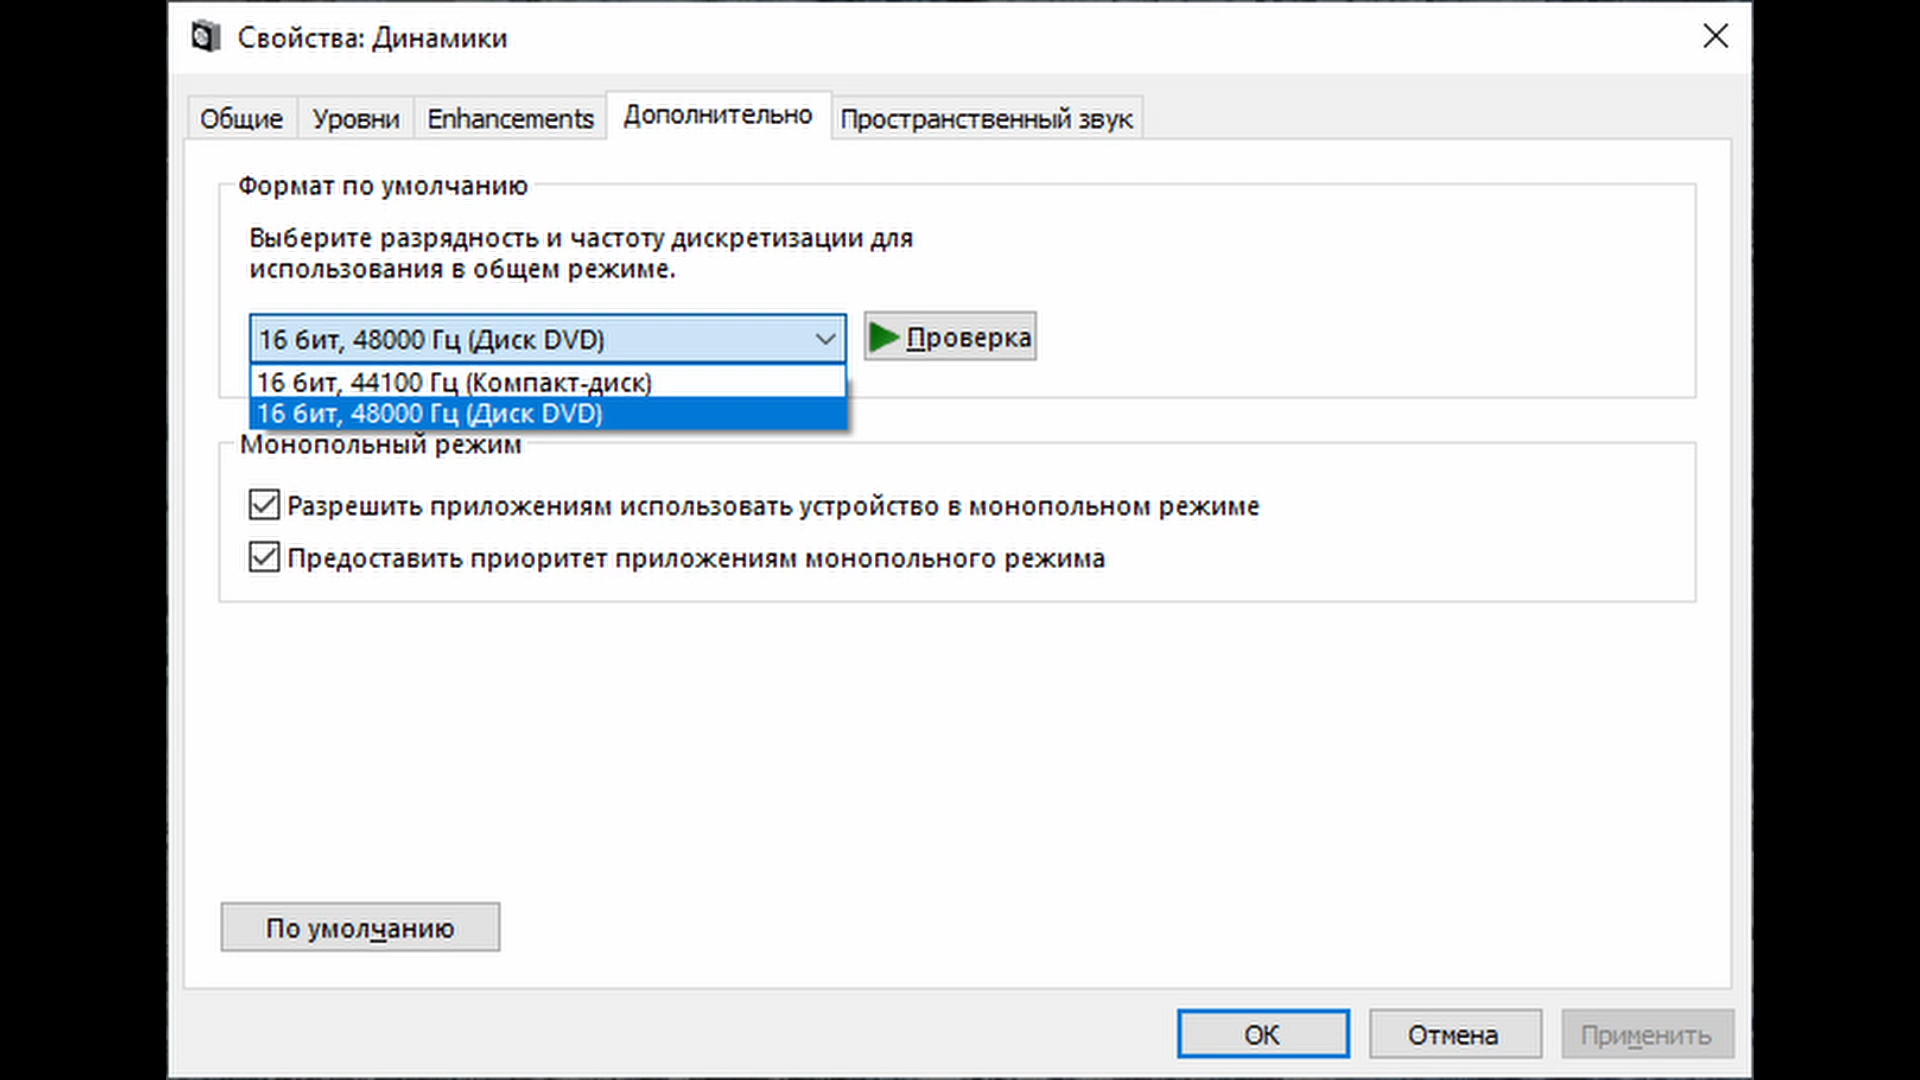 Свойства: Динамики
Общие
Уровни
Enhancements
Дополнительно
Пространственный звук
Формат по умолчанию
Выберите разрядность и частоту дискретизации для
использования в общем режиме.
16 бит, 48000 Гц (Диск DVD)
Проверка
16 бит, 44100 Гц (Компакт-диск)
16 бит, 48000 Гц (Диск DVD)
Монопольный режим
Разрешить приложениям использовать устройство в монопольном режиме
Предоставить приоритет приложениям монопольного режима
По умолчанию
ОК
Отмена
Применить